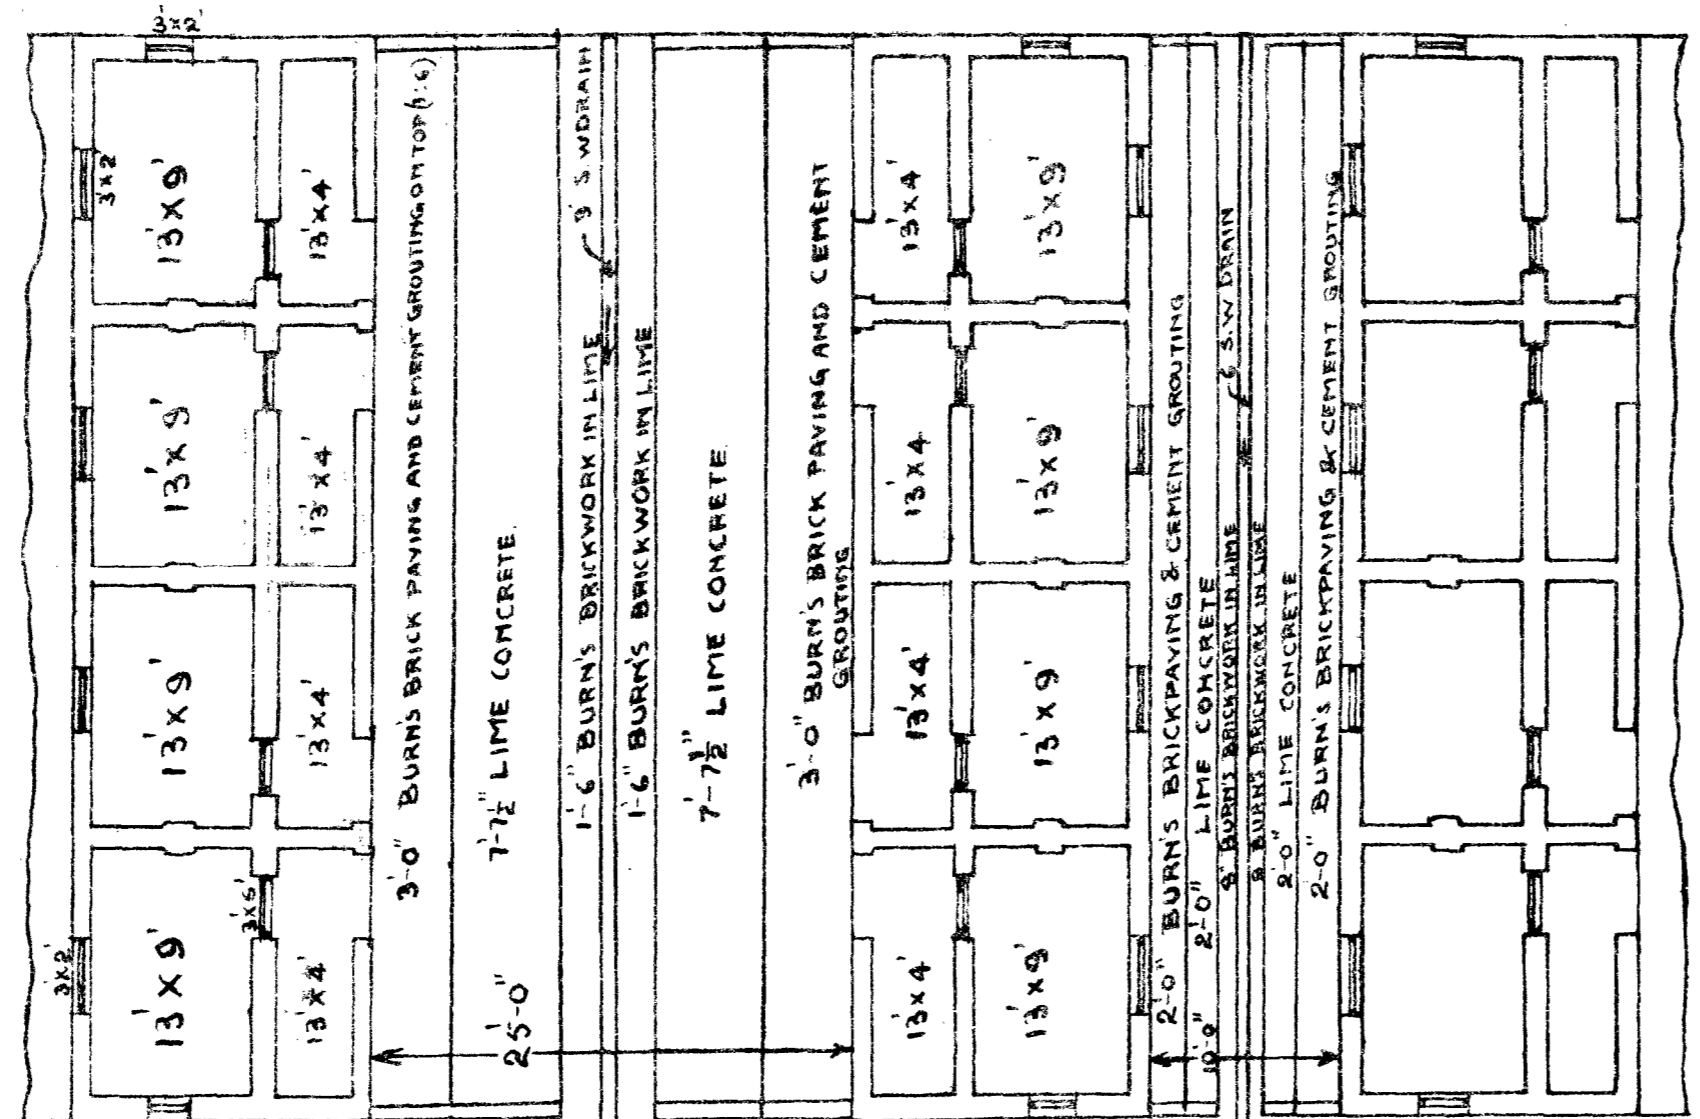 3'x2'
3'x2
13'x9'
13'x4'
13'x9'
13'x4'
13'x9'
13'x4'
3'x2'
13'x9'
3'x6'
13'x4'
3'-0" BURN'S BRICK PAVING AND CEMENT GROUTING ON TOP (1:6)
7'-7½" LIME CONCRETE.
1'-6" BURN'S BRICKWORK IN LIME
9" S.W DRAIN
1'-6" BURN'S BRICKWORK IN LIME
7'-7½" LIME CONCRETE
3'-0" BURN'S BRICK PAVING AND CEMENT
GROUTING
25'-0"
13'x4'
13'x9'
13'x4
13'x9'
13'x4'
13'x9'
13'x4'
13'x9'
2'-0" BURN'S BRICKPAVING & CEMENT GROUTING
2'-0" LIME CONCRETE
9" BURN'S BRICKWORK IN LIME
6" S.W DRAIN
9 BURN'S BRICKWORK IN LIME
2'-0" LIME CONCRETE
2'-0" BURN'S BRICKPAVING & CEMENT GROUTING
10'-0"